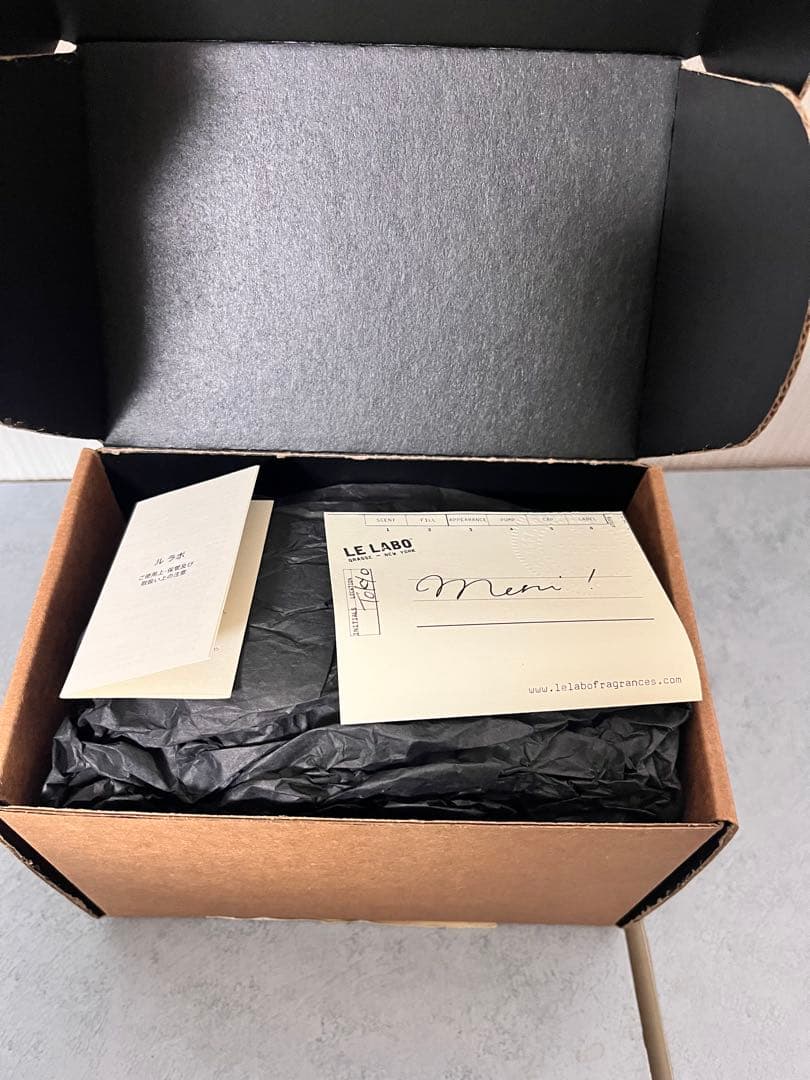 ル ラボ
ご使用上・保管及び
取扱い上の注意
SCENT FILL APPEARANCE PUMP CAP LABEL
1 2 3 4 5 6
LE LABO
GRASSE — NEW YORK
INITIALS LOCATION
TOKYO
Merci !
www.lelabofragrances.com